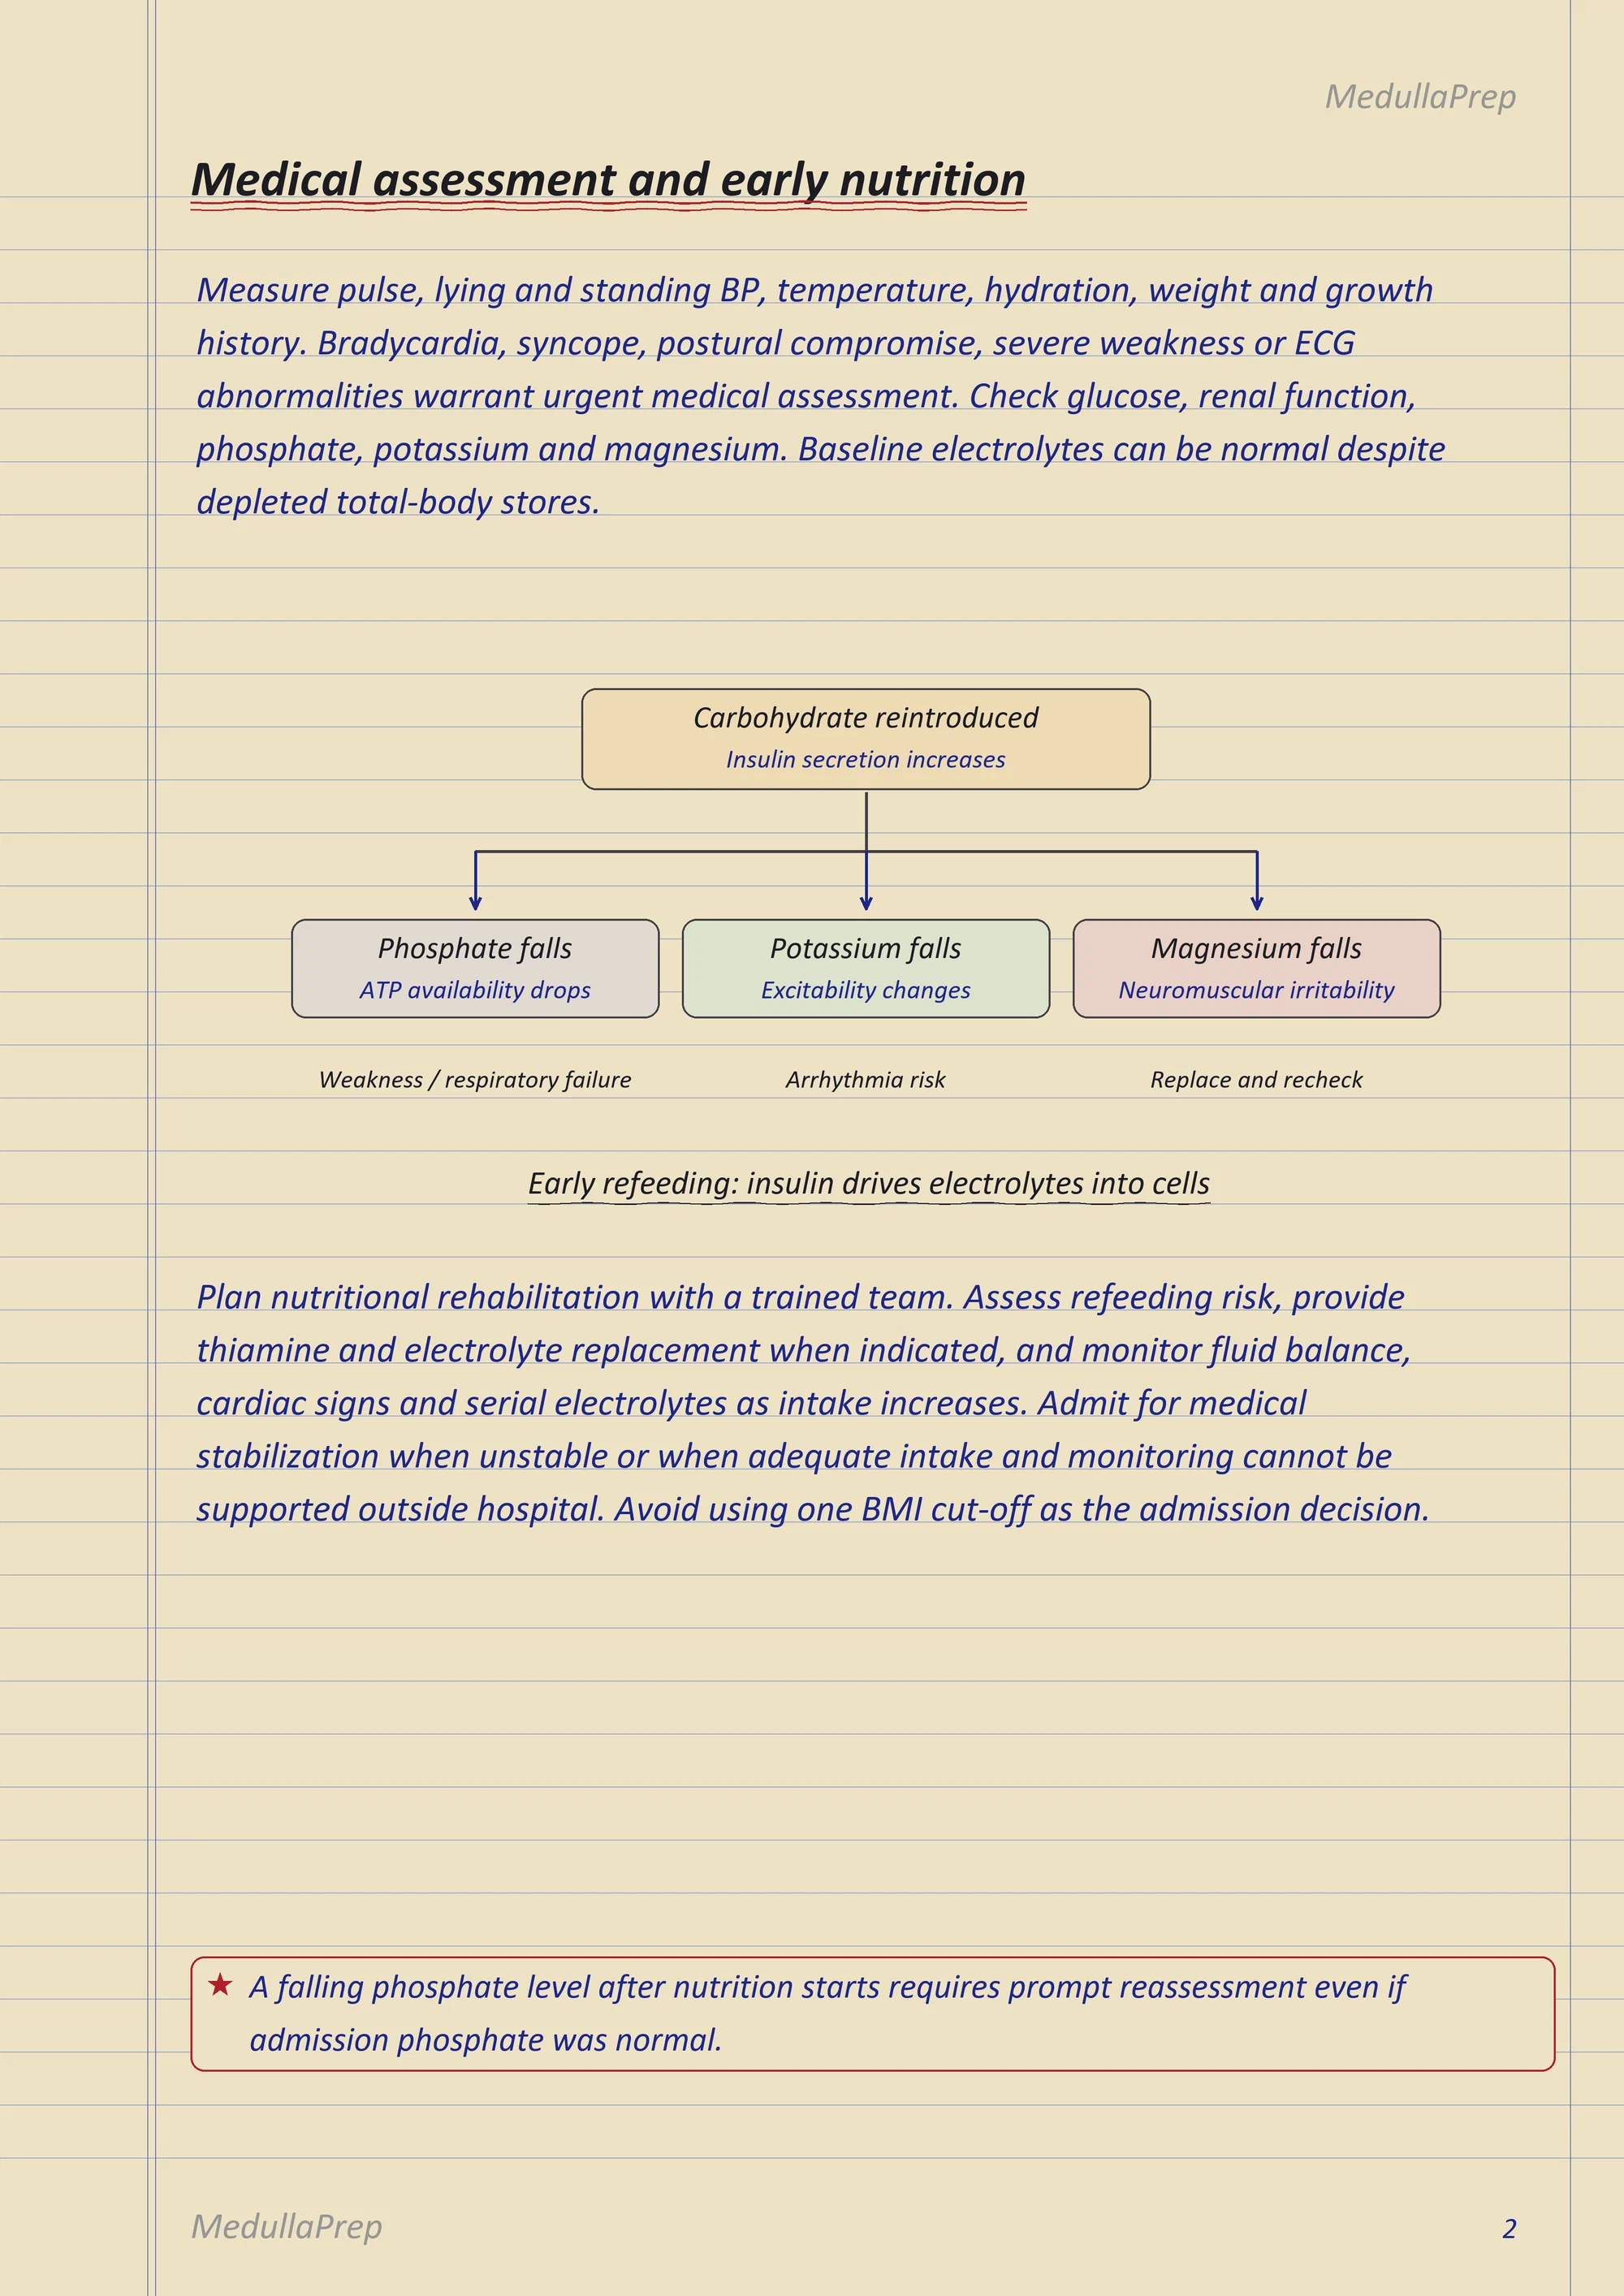 MedullaPrep
Medical assessment and early nutrition
Measure pulse, lying and standing BP, temperature, hydration, weight and growth
history. Bradycardia, syncope, postural compromise, severe weakness or ECG
abnormalities warrant urgent medical assessment. Check glucose, renal function,
phosphate, potassium and magnesium. Baseline electrolytes can be normal despite
depleted total-body stores.
Carbohydrate reintroduced
Insulin secretion increases
Phosphate falls
ATP availability drops
Potassium falls
Excitability changes
Magnesium falls
Neuromuscular irritability
Weakness / respiratory failure
Arrhythmia risk
Replace and recheck
Early refeeding: insulin drives electrolytes into cells
Plan nutritional rehabilitation with a trained team. Assess refeeding risk, provide
thiamine and electrolyte replacement when indicated, and monitor fluid balance,
cardiac signs and serial electrolytes as intake increases. Admit for medical
stabilization when unstable or when adequate intake and monitoring cannot be
supported outside hospital. Avoid using one BMI cut-off as the admission decision.
★ A falling phosphate level after nutrition starts requires prompt reassessment even if
admission phosphate was normal.
MedullaPrep
2